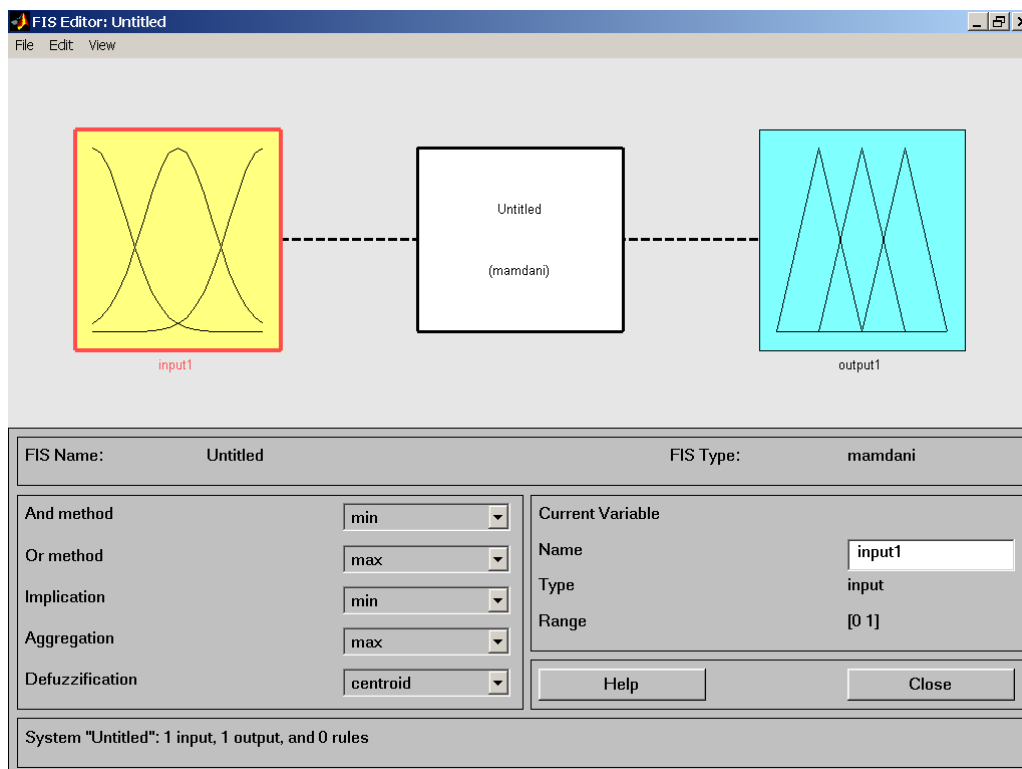 FIS Editor: Untitled
File Edit View
Untitled
(mamdani)
input1
output1
FIS Name: Untitled FIS Type: mamdani
And method min
Or method max
Implication min
Aggregation max
Defuzzification centroid
Current Variable
Name input1
Type input
Range [0 1]
Help Close
System "Untitled": 1 input, 1 output, and 0 rules